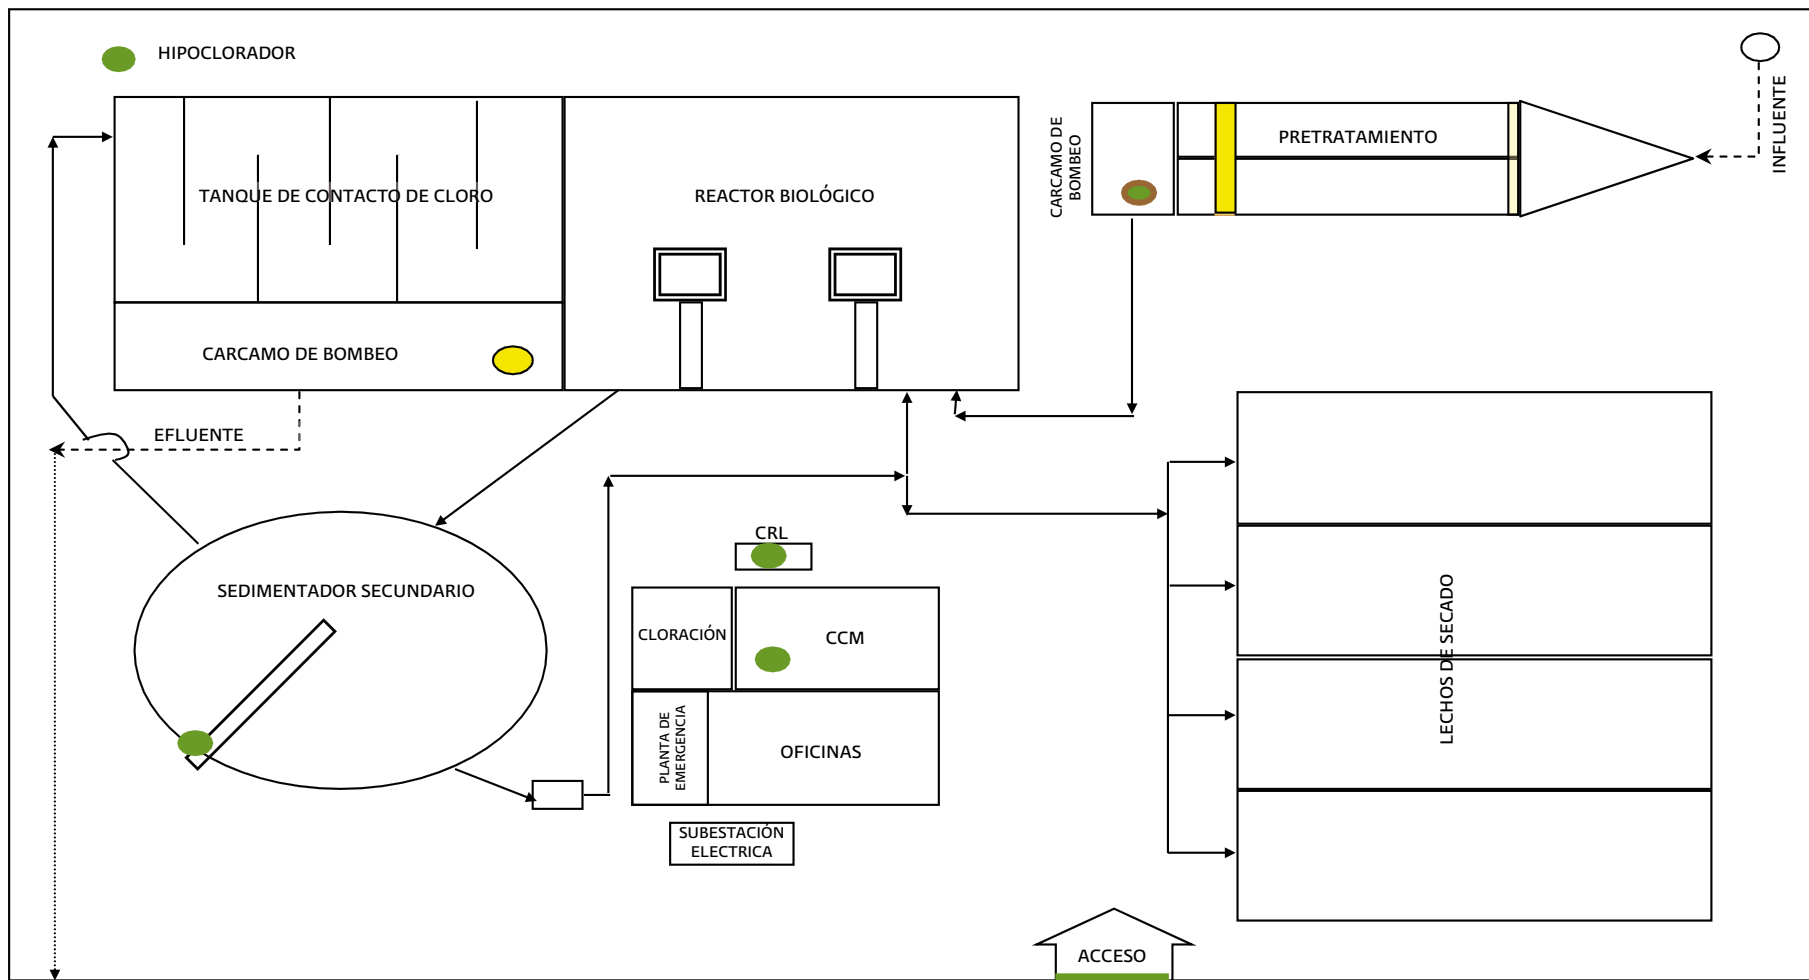 HIPOCLORADOR
INFLUENTE
CARCAMO DE
BOMBEO
PRETRATAMIENTO
TANQUE DE CONTACTO DE CLORO
REACTOR BIOLÓGICO
CARCAMO DE BOMBEO
EFLUENTE
CRL
SEDIMENTADOR SECUNDARIO
CLORACIÓN
CCM
LECHOS DE SECADO
PLANTA DE
EMERGENCIA
OFICINAS
SUBESTACIÓN
ELECTRICA
ACCESO